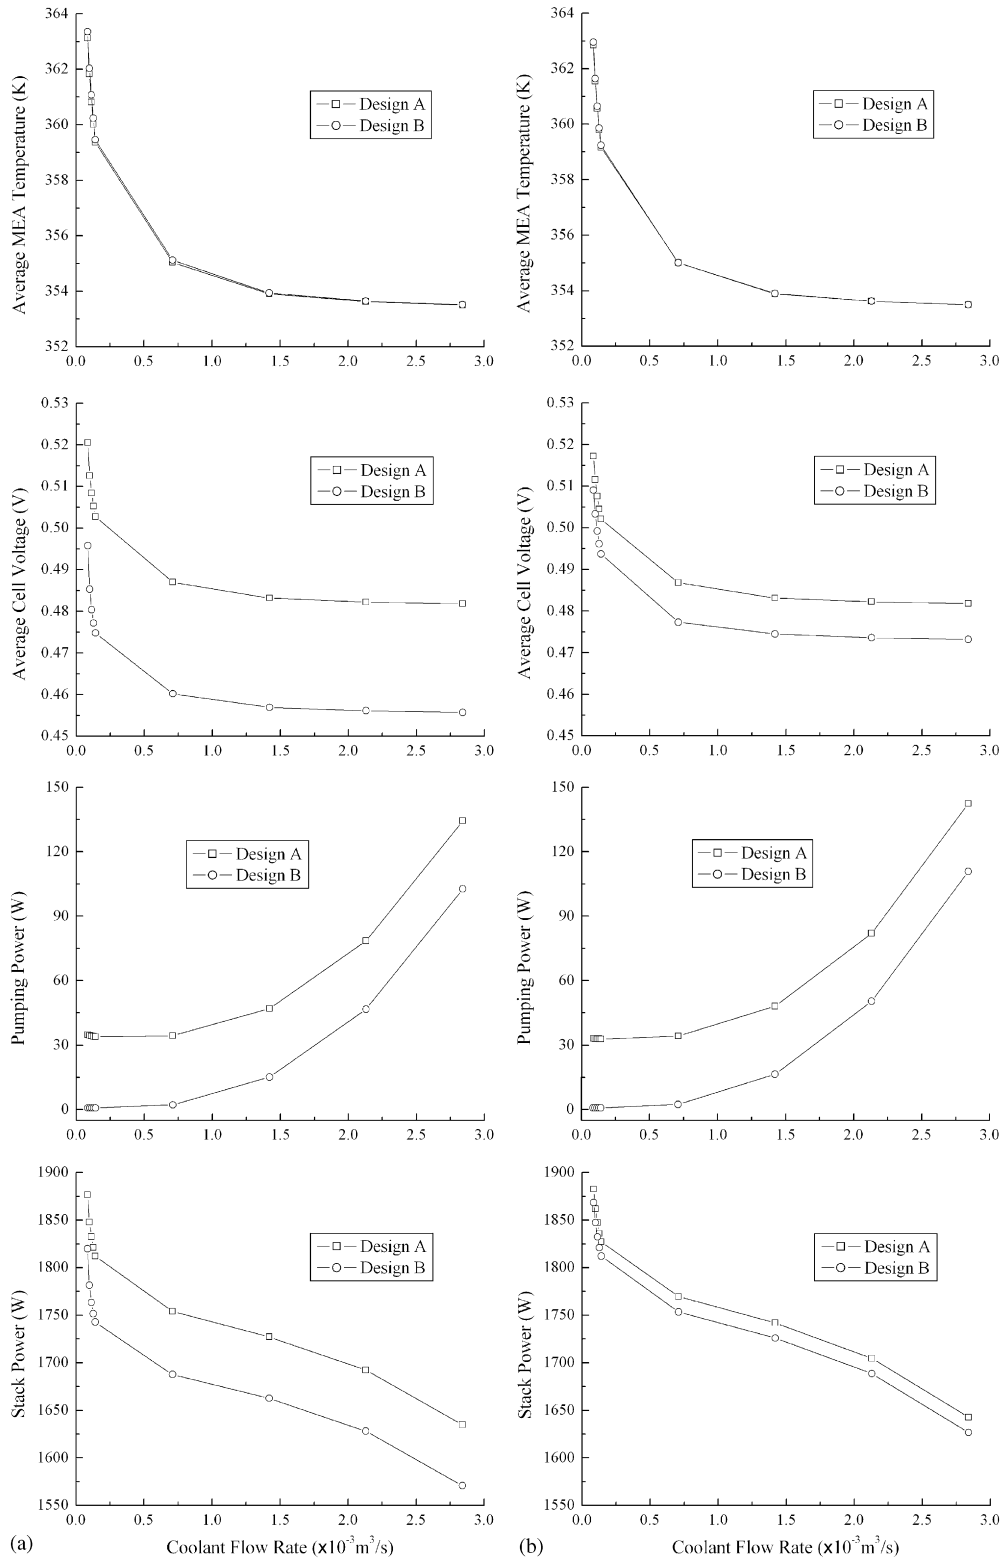 364
362
360
358
356
354
352
Average MEA Temperature (K)
Design A
Design B
0.0 0.5 1.0 1.5 2.0 2.5 3.0
364
362
360
358
356
354
352
Average MEA Temperature (K)
Design A
Design B
0.0 0.5 1.0 1.5 2.0 2.5 3.0
0.53
0.52
0.51
0.50
0.49
0.48
0.47
0.46
0.45
Average Cell Voltage (V)
Design A
Design B
0.0 0.5 1.0 1.5 2.0 2.5 3.0
0.53
0.52
0.51
0.50
0.49
0.48
0.47
0.46
0.45
Average Cell Voltage (V)
Design A
Design B
0.0 0.5 1.0 1.5 2.0 2.5 3.0
150
120
90
60
30
0
Pumping Power (W)
Design A
Design B
0.0 0.5 1.0 1.5 2.0 2.5 3.0
150
120
90
60
30
0
Pumping Power (W)
Design A
Design B
0.0 0.5 1.0 1.5 2.0 2.5 3.0
1900
1850
1800
1750
1700
1650
1600
1550
Stack Power (W)
Design A
Design B
0.0 0.5 1.0 1.5 2.0 2.5 3.0
(a) Coolant Flow Rate (x10⁻³m³/s)
1900
1850
1800
1750
1700
1650
1600
1550
Stack Power (W)
Design A
Design B
0.0 0.5 1.0 1.5 2.0 2.5 3.0
(b) Coolant Flow Rate (x10⁻³m³/s)